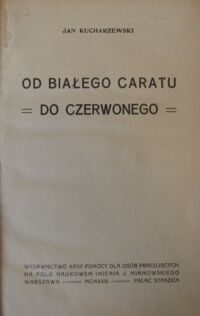 JAN KUCHARZEWSKI
OD BIAŁEGO CARATU
= DO CZERWONEGO =
WYDAWNICTWO KASY POMOCY DLA OSÓB PRACUJĄCYCH
NA POLU NAUKOWEM IMIENIA J. MIANOWSKIEGO
WARSZAWA — MCMXXIII — PAŁAC STASZICA